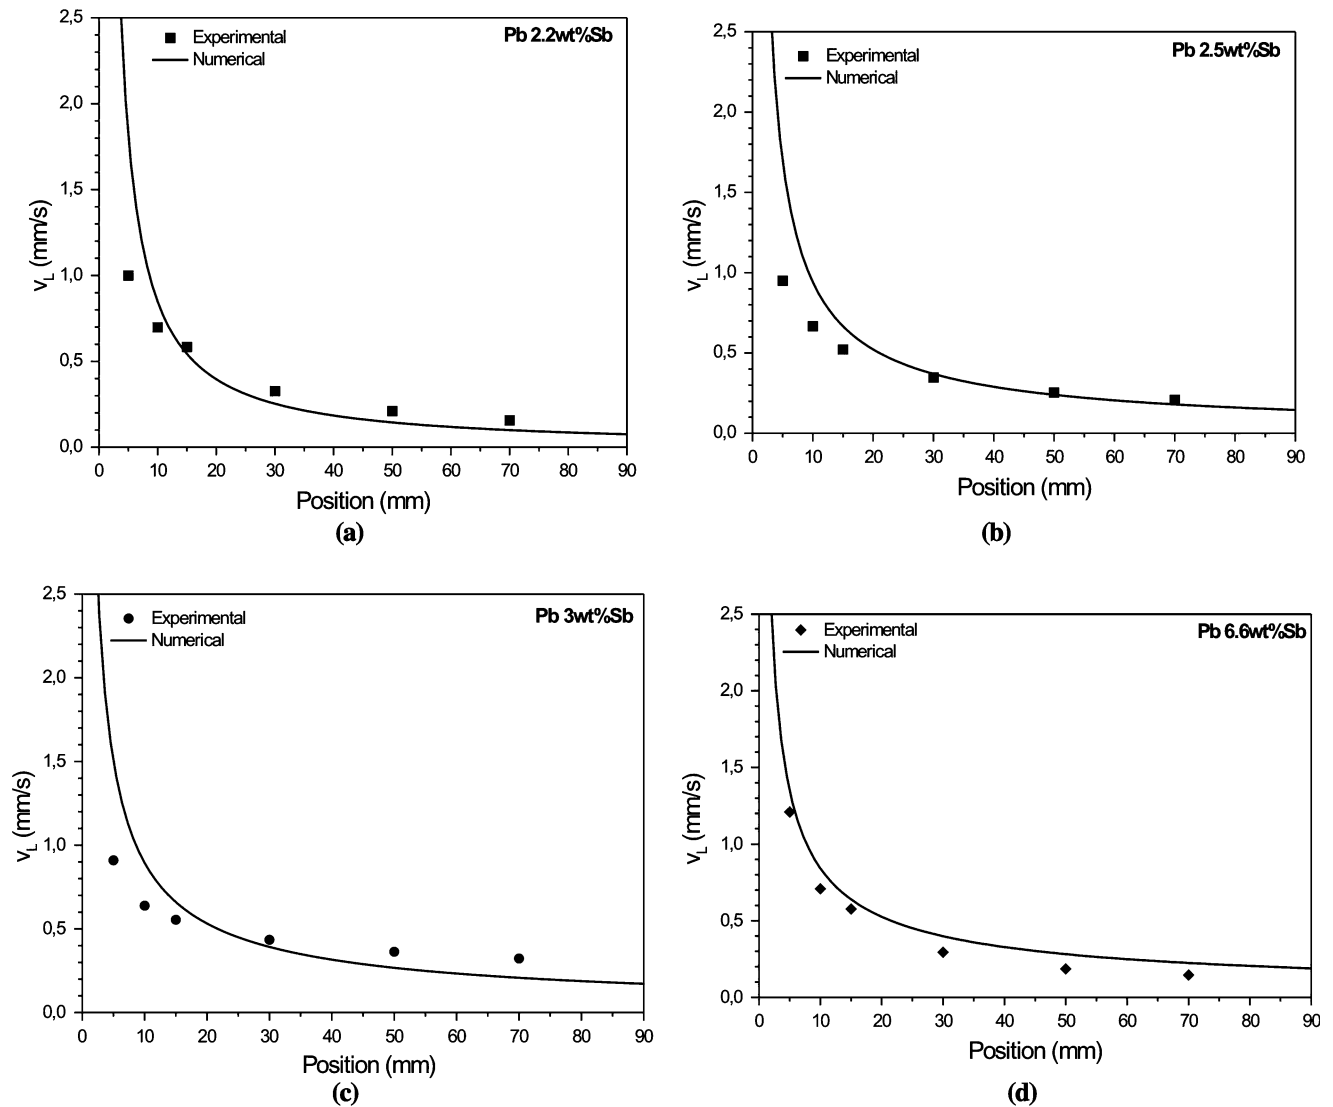 Pb 2.2wt%Sb
Experimental
Numerical
2,5
2,0
1,5
1,0
0,5
0,0
v_L (mm/s)
0 10 20 30 40 50 60 70 80 90
Position (mm)
(a)
Pb 2.5wt%Sb
Experimental
Numerical
2,5
2,0
1,5
1,0
0,5
0,0
v_L (mm/s)
0 10 20 30 40 50 60 70 80 90
Position (mm)
(b)
Pb 3wt%Sb
Experimental
Numerical
2,5
2,0
1,5
1,0
0,5
0,0
v_L (mm/s)
0 10 20 30 40 50 60 70 80 90
Position (mm)
(c)
Pb 6.6wt%Sb
Experimental
Numerical
2,5
2,0
1,5
1,0
0,5
0,0
v_L (mm/s)
0 10 20 30 40 50 60 70 80 90
Position (mm)
(d)